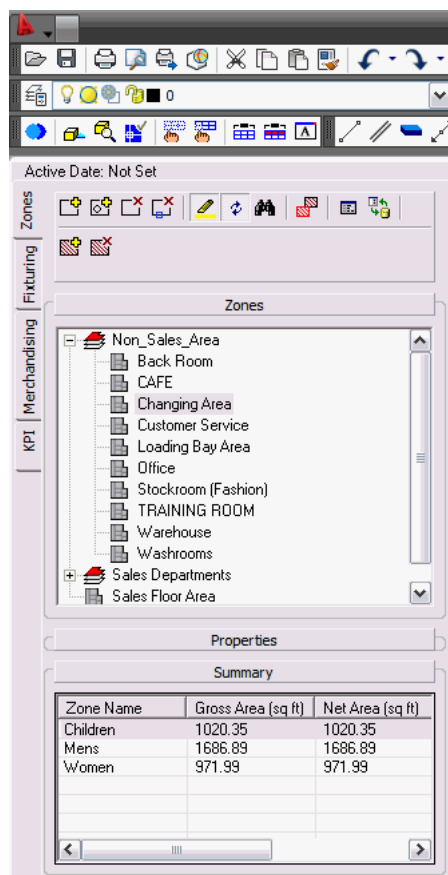 0
Active Date: Not Set
Zones
Fixturing
Merchandising
KPI
Zones
Non_Sales_Area
Back Room
CAFE
Changing Area
Customer Service
Loading Bay Area
Office
Stockroom (Fashion)
TRAINING ROOM
Warehouse
Washrooms
Sales Departments
Sales Floor Area
Properties
Summary
Zone Name Gross Area (sq ft) Net Area (sq ft)
Children 1020.35 1020.35
Mens 1686.89 1686.89
Women 971.99 971.99